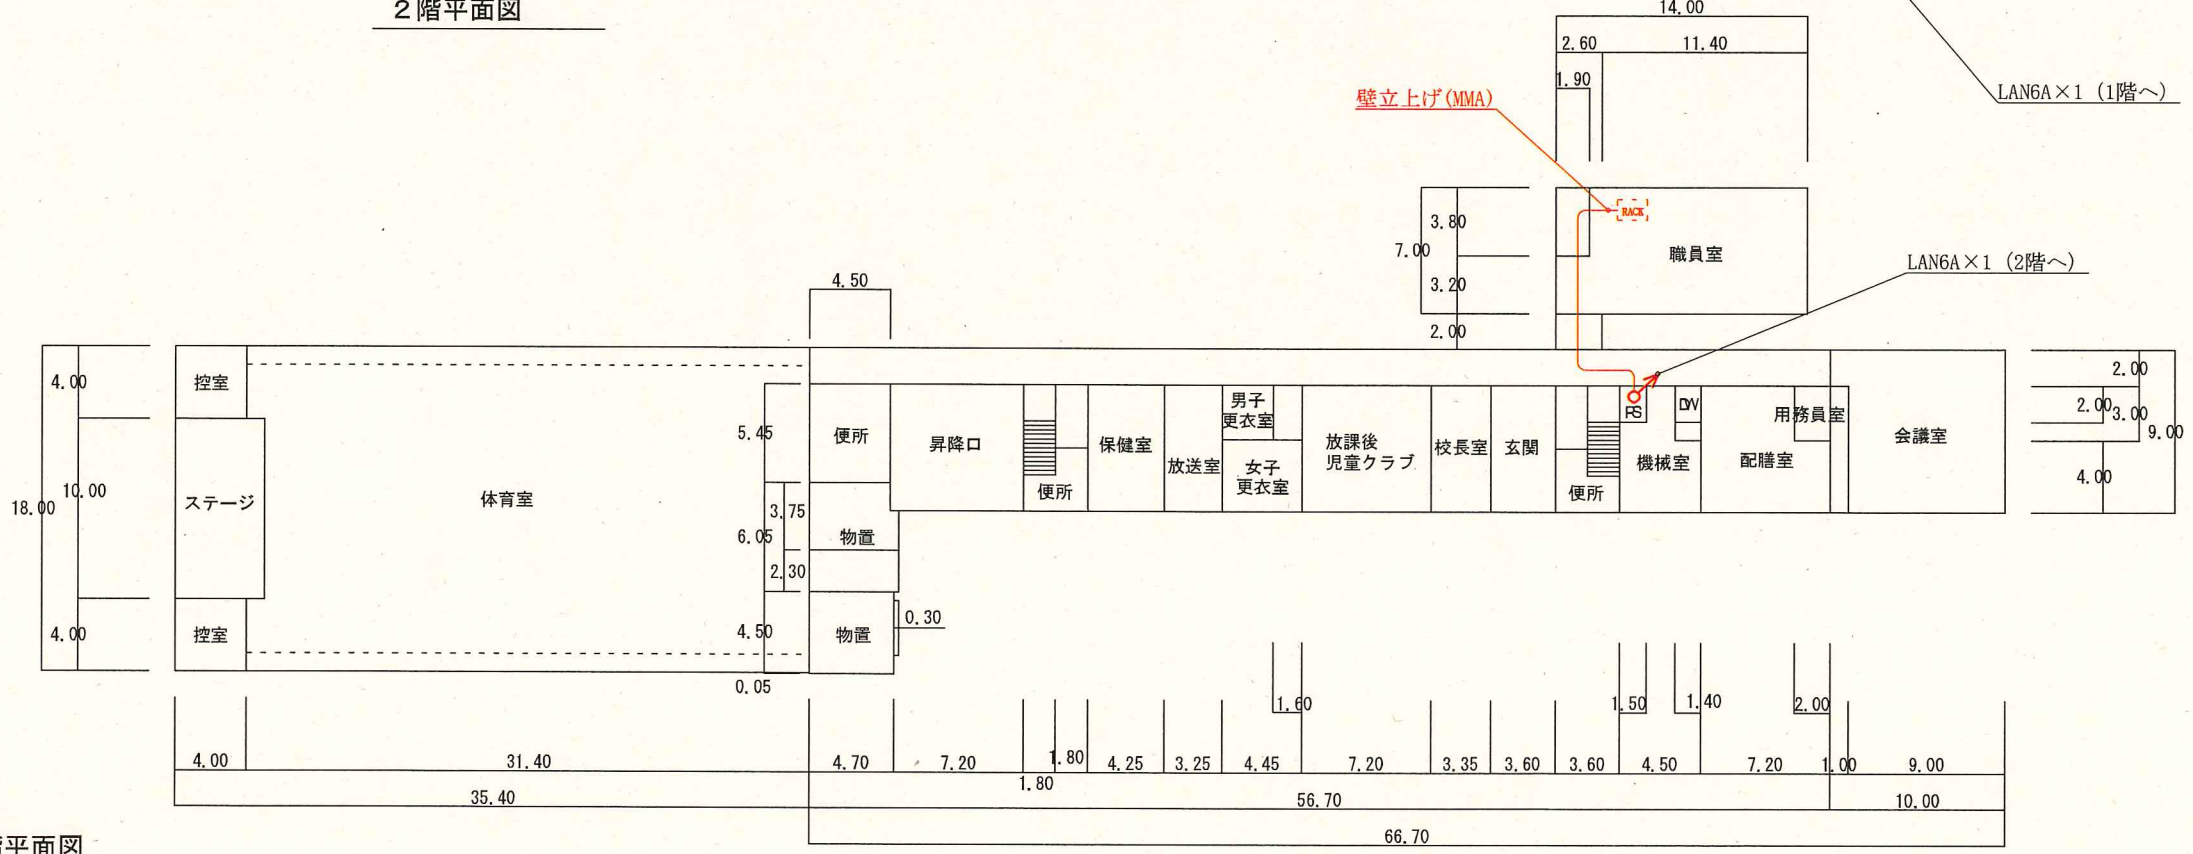 2階平面図
14.00
2.60
11.40
1.90
壁立上げ(MMA)
LAN6A×1 (1階へ)
RACK
3.80
7.00
3.20
2.00
職員室
LAN6A×1 (2階へ)
4.50
4.00
10.00
18.00
4.00
控室
ステージ
控室
体育室
5.45
3.75
6.05
2.30
4.50
0.05
便所
物置
物置
0.30
昇降口
便所
保健室
放送室
男子
更衣室
女子
更衣室
放課後
児童クラブ
校長室
玄関
便所
PS
DW
機械室
用務員室
配膳室
会議室
2.00
2.00
3.00
9.00
4.00
1.60
1.50
1.40
2.00
4.00
31.40
4.70
7.20
1.80
1.80
4.25
3.25
4.45
7.20
3.35
3.60
3.60
4.50
7.20
1.00
9.00
35.40
56.70
10.00
66.70
平面図